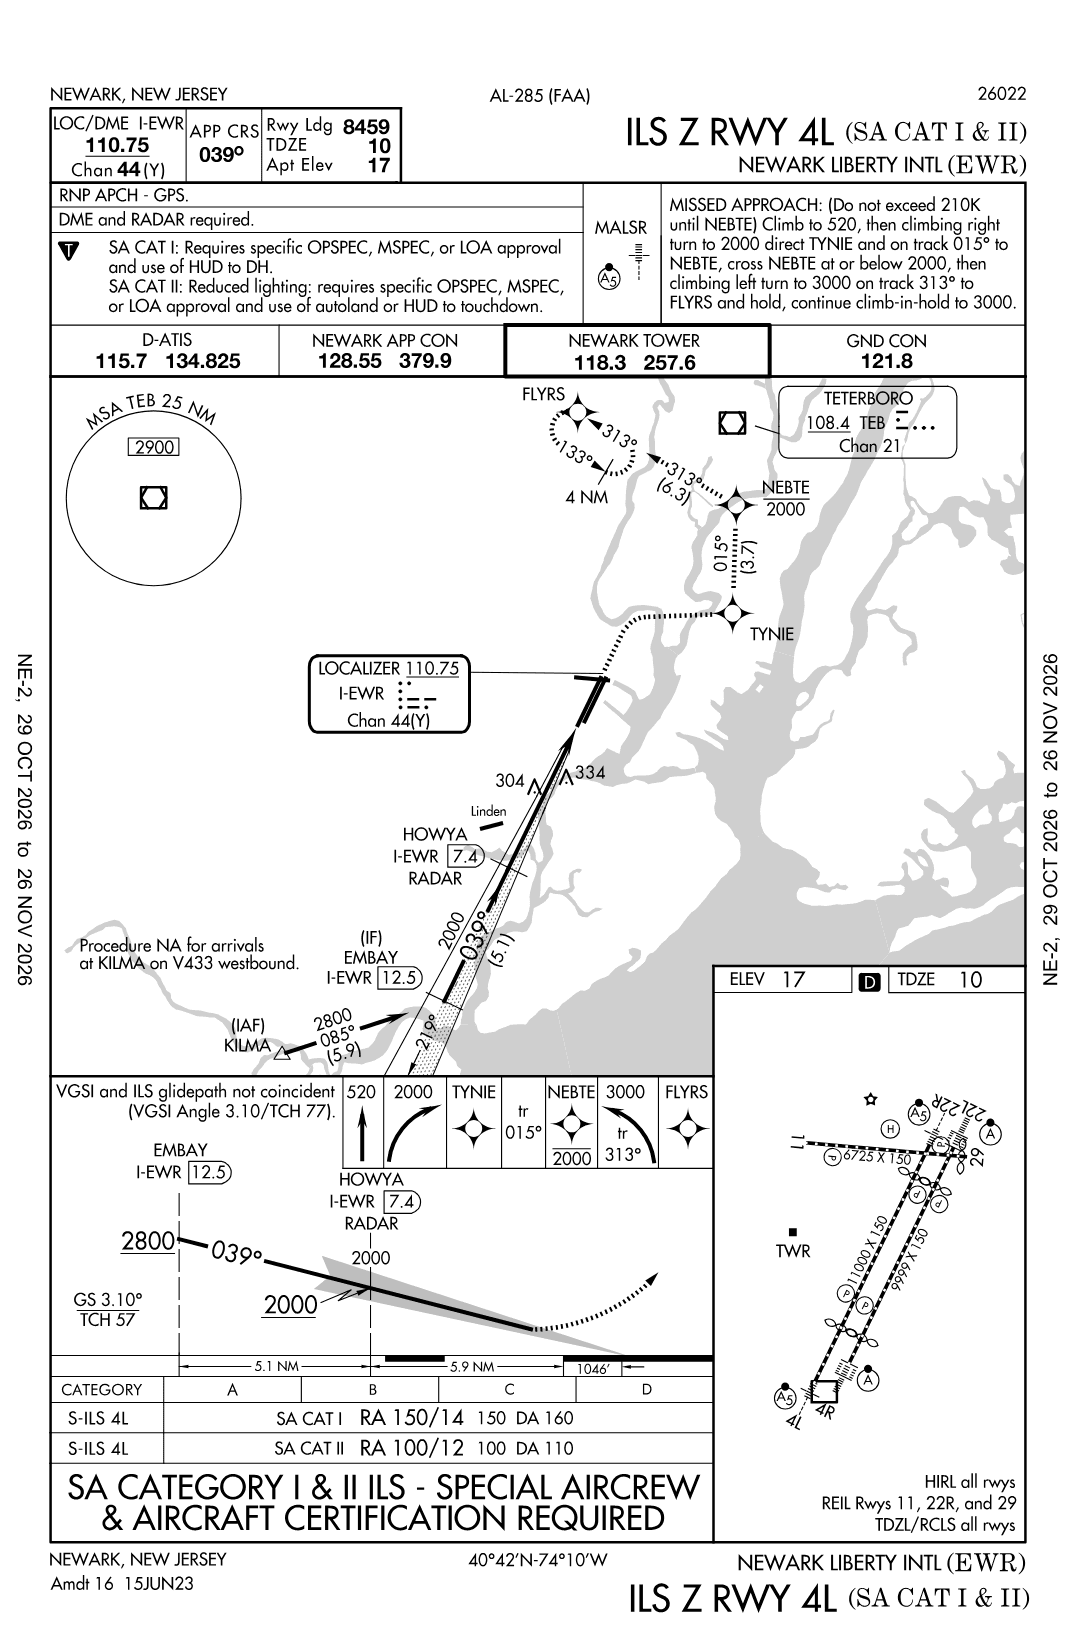 NEWARK, NEW JERSEY
AL-285 (FAA)
26022
LOC/DME I-EWR
110.75
Chan 44 (Y)
APP CRS
039°
Rwy Ldg 8459
TDZE 10
Apt Elev 17
ILS Z RWY 4L (SA CAT I & II)
NEWARK LIBERTY INTL (EWR)
RNP APCH - GPS.
DME and RADAR required.
T
SA CAT I: Requires specific OPSPEC, MSPEC, or LOA approval
and use of HUD to DH.
SA CAT II: Reduced lighting: requires specific OPSPEC, MSPEC,
or LOA approval and use of autoland or HUD to touchdown.
MALSR
A5
MISSED APPROACH: (Do not exceed 210K
until NEBTE) Climb to 520, then climbing right
turn to 2000 direct TYNIE and on track 015° to
NEBTE, cross NEBTE at or below 2000, then
climbing left turn to 3000 on track 313° to
FLYRS and hold, continue climb-in-hold to 3000.
D-ATIS
115.7 134.825
NEWARK APP CON
128.55 379.9
NEWARK TOWER
118.3 257.6
GND CON
121.8
MSA TEB 25 NM
2900
FLYRS
313°
133°
4 NM
313°
(6.3)
TETERBORO
108.4 TEB
Chan 21
NEBTE
2000
015°
(3.7)
TYNIE
LOCALIZER 110.75
I-EWR
Chan 44(Y)
304
334
Linden
HOWYA
I-EWR 7.4
RADAR
2000
039°
(5.1)
(IF)
EMBAY
I-EWR 12.5
Procedure NA for arrivals
at KILMA on V433 westbound.
(IAF)
KILMA
2800
085°
(5.9)
219°
NE-2, 29 OCT 2026 to 26 NOV 2026
NE-2, 29 OCT 2026 to 26 NOV 2026
ELEV 17
D
TDZE 10
VGSI and ILS glidepath not coincident
(VGSI Angle 3.10/TCH 77).
520
2000
TYNIE
tr
015°
NEBTE
2000
3000
tr
313°
FLYRS
EMBAY
I-EWR 12.5
HOWYA
I-EWR 7.4
RADAR
2800
039°
2000
2000
GS 3.10°
TCH 57
5.1 NM
5.9 NM
1046'
CATEGORY
A
B
C
D
S-ILS 4L
SA CAT I RA 150/14 150 DA 160
S-ILS 4L
SA CAT II RA 100/12 100 DA 110
SA CATEGORY I & II ILS - SPECIAL AIRCREW
& AIRCRAFT CERTIFICATION REQUIRED
A5
22R
22L
A
H
11
P
6725 X 150
P
29
P
P
TWR
11000 X 150
9999 X 150
P
P
A5
4L
4R
A
HIRL all rwys
REIL Rwys 11, 22R, and 29
TDZL/RCLS all rwys
NEWARK, NEW JERSEY
Amdt 16 15JUN23
40°42'N-74°10'W
NEWARK LIBERTY INTL (EWR)
ILS Z RWY 4L (SA CAT I & II)